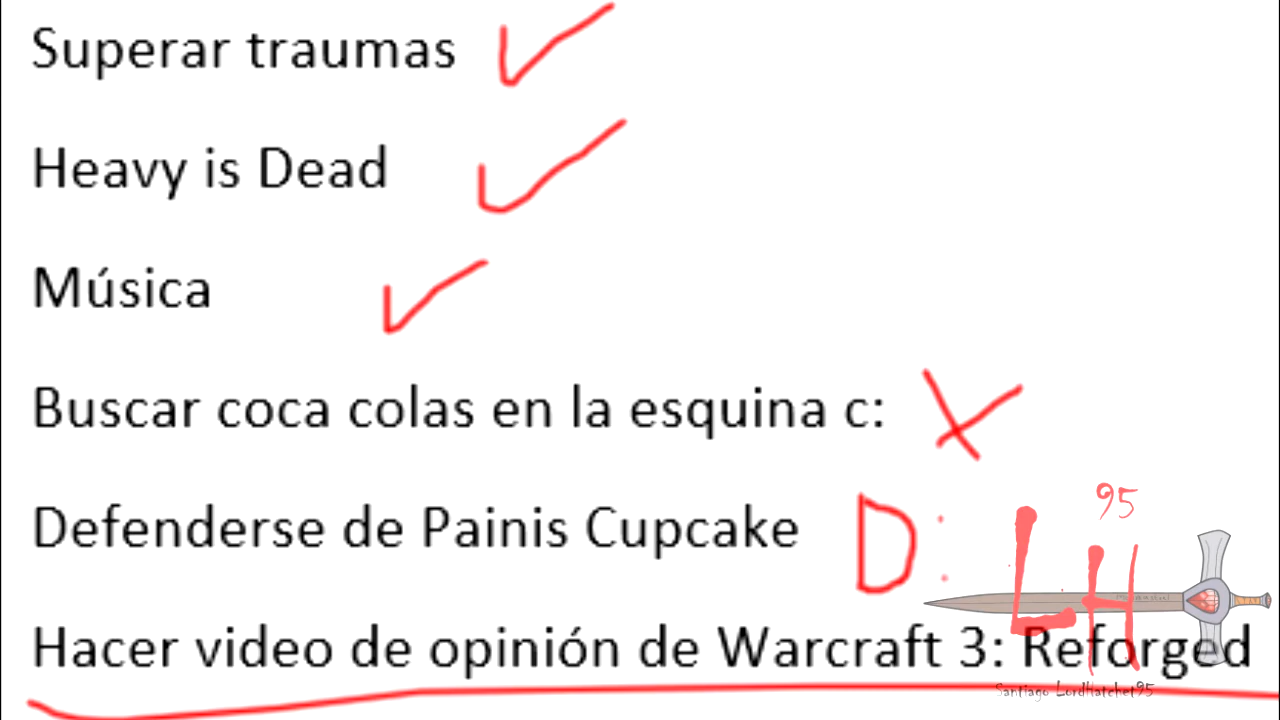 Superar traumas
Heavy is Dead
Música
Buscar coca colas en la esquina c:
Defenderse de Painis Cupcake D:
95
LH
Hacer video de opinión de Warcraft 3: Reforged
Santiago LordHatchet95